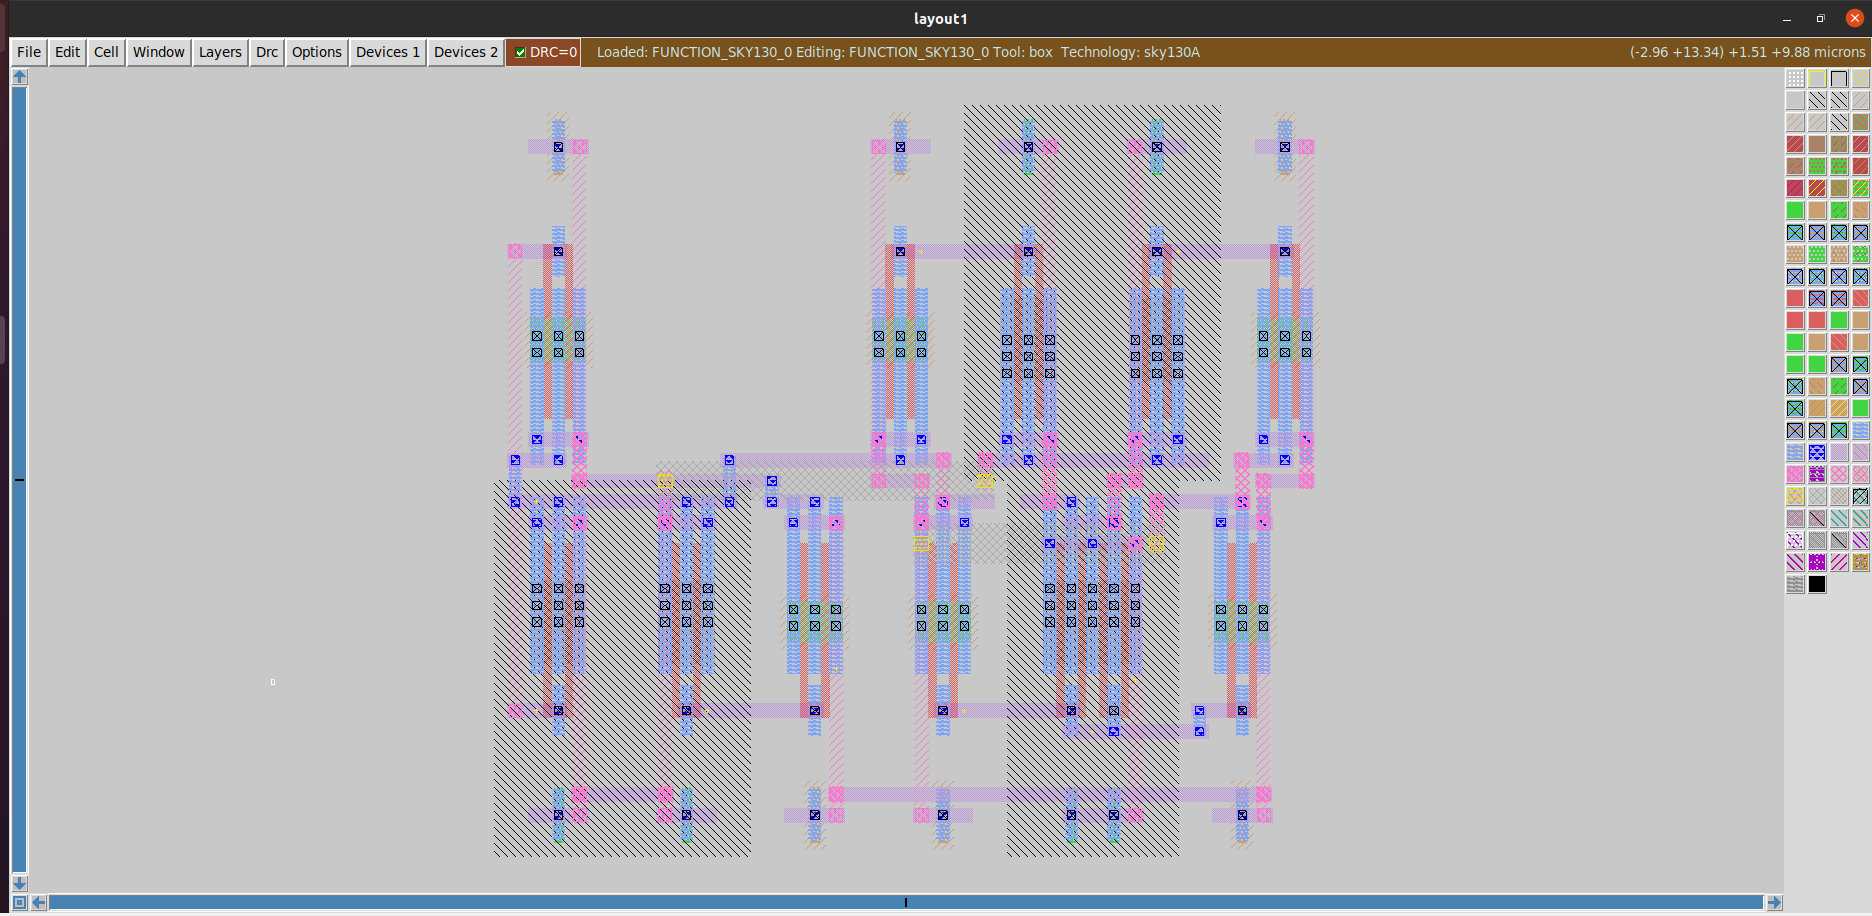 layout1
File Edit Cell Window Layers Drc Options Devices 1 Devices 2 DRC=0 Loaded: FUNCTION_SKY130_0 Editing: FUNCTION_SKY130_0 Tool: box Technology: sky130A (-2.96 +13.34) +1.51 +9.88 microns